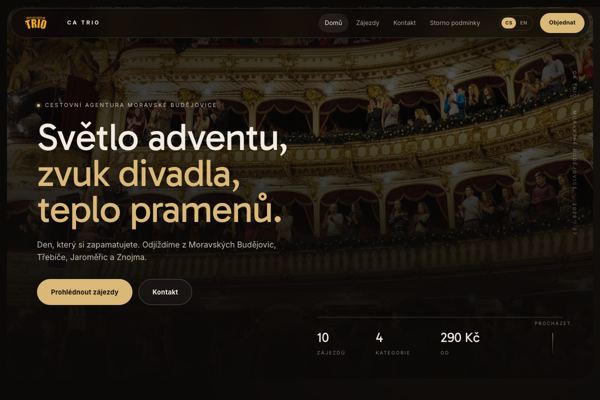 TRIO
CA TRIO
Domů
Zájezdy
Kontakt
Storno podmínky
CS
EN
Objednat
CESTOVNÍ AGENTURA MORAVSKÉ BUDĚJOVICE
Světlo adventu,
zvuk divadla,
teplo pramenů.
Den, který si zapamatujete. Odjíždíme z Moravských Budějovic,
Třebíče, Jaroměřic a Znojma.
Prohlédnout zájezdy
Kontakt
10
ZÁJEZDŮ
4
KATEGORIE
290 Kč
OD
PROCHÁZET